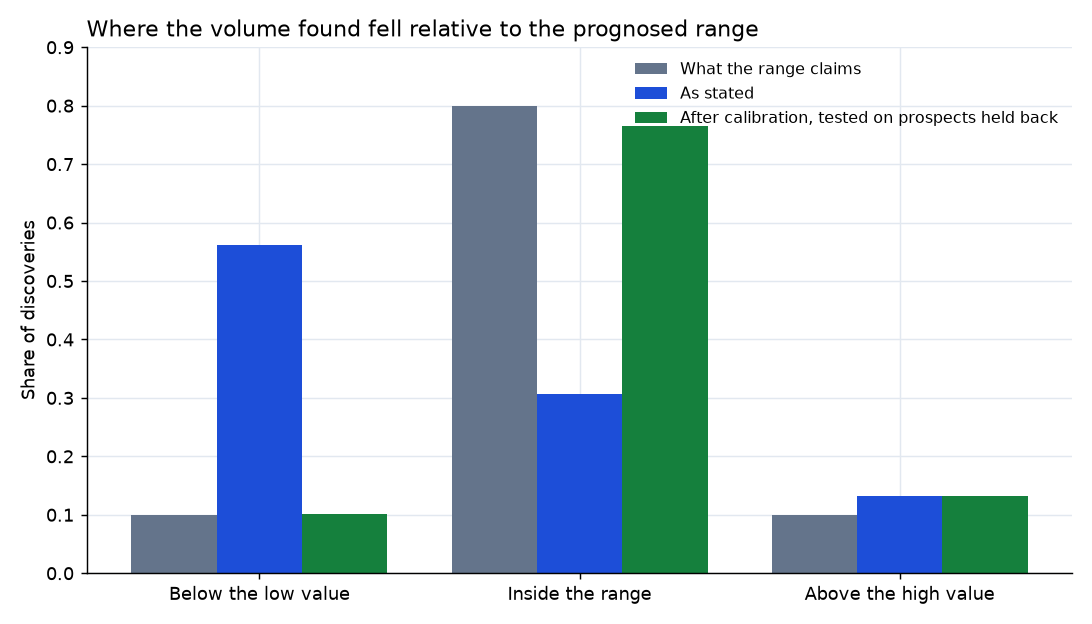 Where the volume found fell relative to the prognosed range
What the range claims
As stated
After calibration, tested on prospects held back
Share of discoveries
0.9
0.8
0.7
0.6
0.5
0.4
0.3
0.2
0.1
0.0
Below the low value
Inside the range
Above the high value